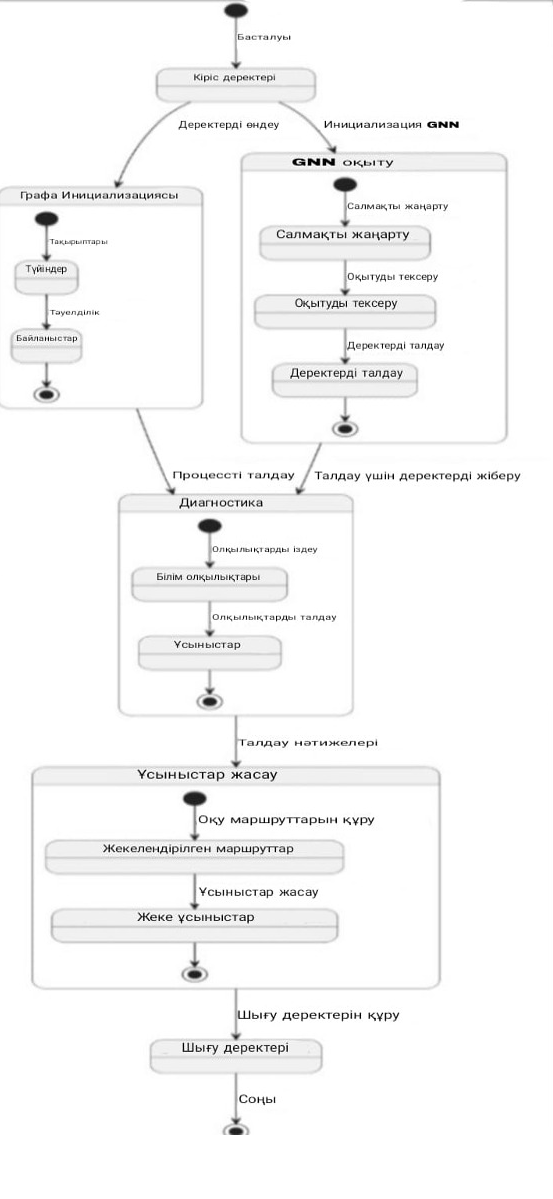 Басталуы
Кіріс деректері
Деректерді өндеу
Инициализация GNN
Графа Инициализациясы
Тақырыптары
Түйіндер
Тәуелділік
Байланыстар
GNN оқыту
Салмақты жаңарту
Салмақты жаңарту
Оқытуды тексеру
Оқытуды тексеру
Деректерді талдау
Деректерді талдау
Процессті талдау
Талдау үшін деректерді жіберу
Диагностика
Олқылықтарды іздеу
Білім олқылықтары
Олқылықтарды талдау
Ұсыныстар
Талдау нәтижелері
Ұсыныстар жасау
Оқу маршруттарын құру
Жекелендірілген маршруттар
Ұсыныстар жасау
Жеке ұсыныстар
Шығу деректерін құру
Шығу деректері
Соңы